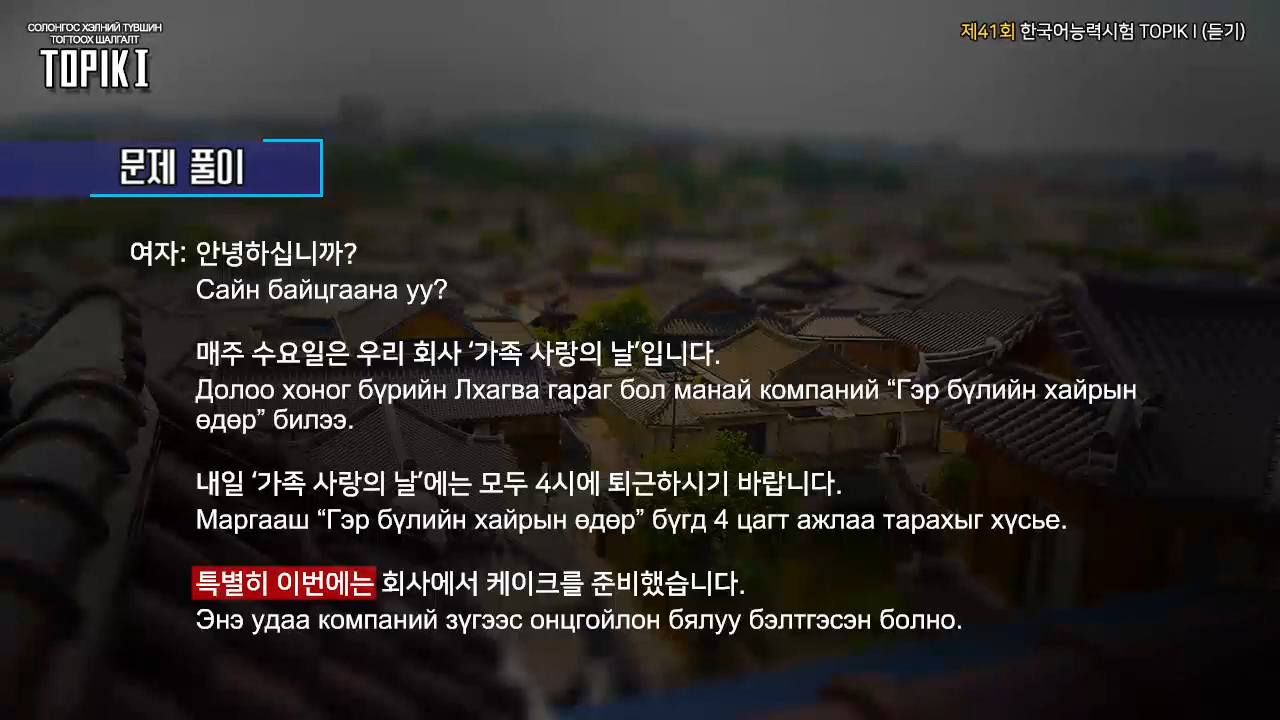 СОЛОНГОС ХЭЛНИЙ ТҮВШИН
ТОГТООХ ШАЛГАЛТ
TOPIK I
제41회 한국어능력시험 TOPIK I (듣기)
문제 풀이
여자: 안녕하십니까?
Сайн байцгаана уу?
매주 수요일은 우리 회사 ‘가족 사랑의 날’입니다.
Долоо хоног бүрийн Лхагва гараг бол манай компаний “Гэр бүлийн хайрын
өдөр” билээ.
내일 ‘가족 사랑의 날’에는 모두 4시에 퇴근하시기 바랍니다.
Маргааш “Гэр бүлийн хайрын өдөр” бүгд 4 цагт ажлаа тарахыг хүсье.
특별히 이번에는 회사에서 케이크를 준비했습니다.
Энэ удаа компаний зүгээс онцгойлон бялуу бэлтгэсэн болно.